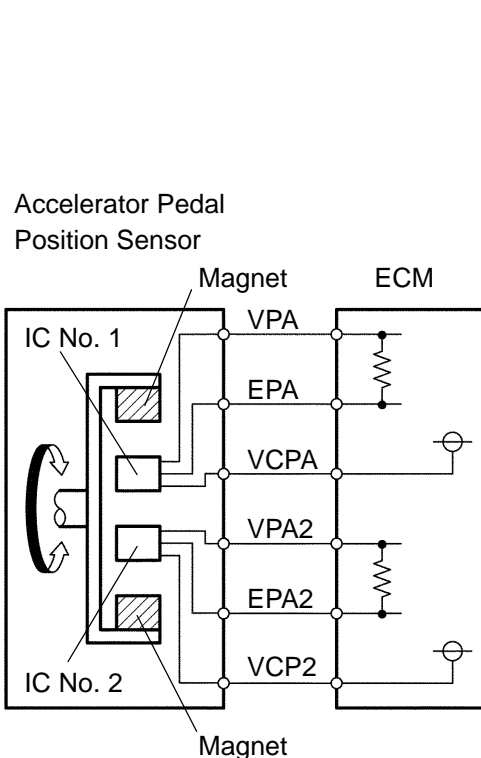 Accelerator Pedal
Position Sensor
Magnet
ECM
IC No. 1
VPA
EPA
VCPA
VPA2
EPA2
VCP2
IC No. 2
Magnet